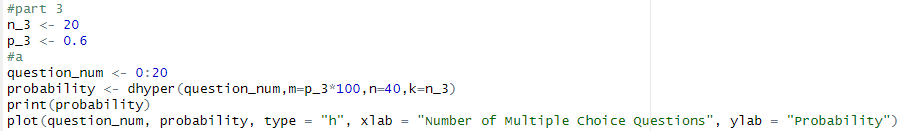 #part 3
n_3 <- 20
p_3 <- 0.6
#a
question_num <- 0:20
probability <- dhyper(question_num,m=p_3*100,n=40,k=n_3)
print(probability)
plot(question_num, probability, type = "h", xlab = "Number of Multiple Choice Questions", ylab = "Probability")